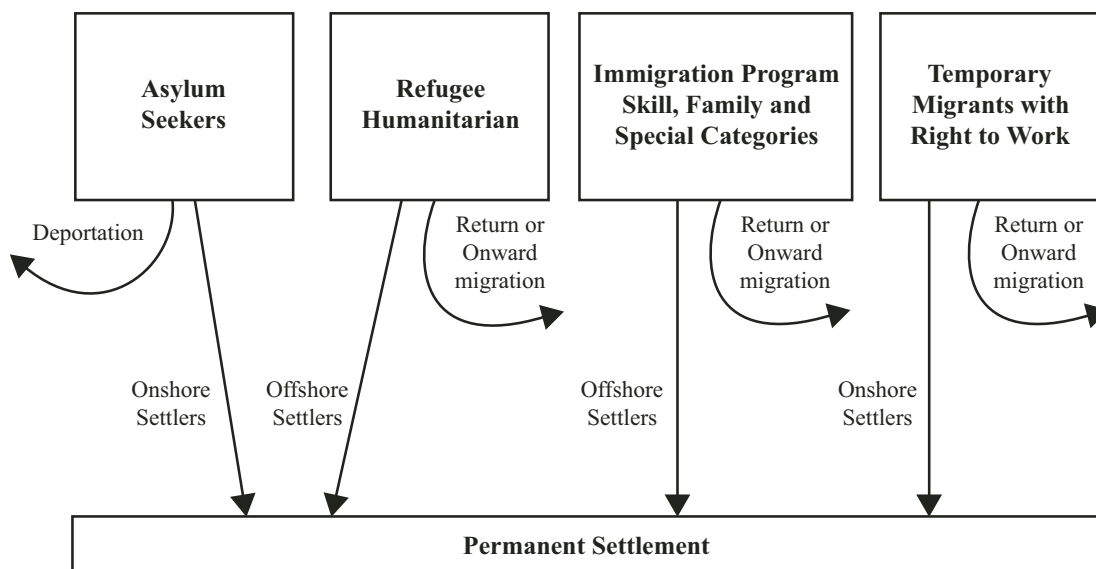 Asylum
Seekers
Refugee
Humanitarian
Immigration Program
Skill, Family and
Special Categories
Temporary
Migrants with
Right to Work
Deportation
Return or
Onward
migration
Return or
Onward
migration
Return or
Onward
migration
Onshore
Settlers
Offshore
Settlers
Offshore
Settlers
Onshore
Settlers
Permanent Settlement